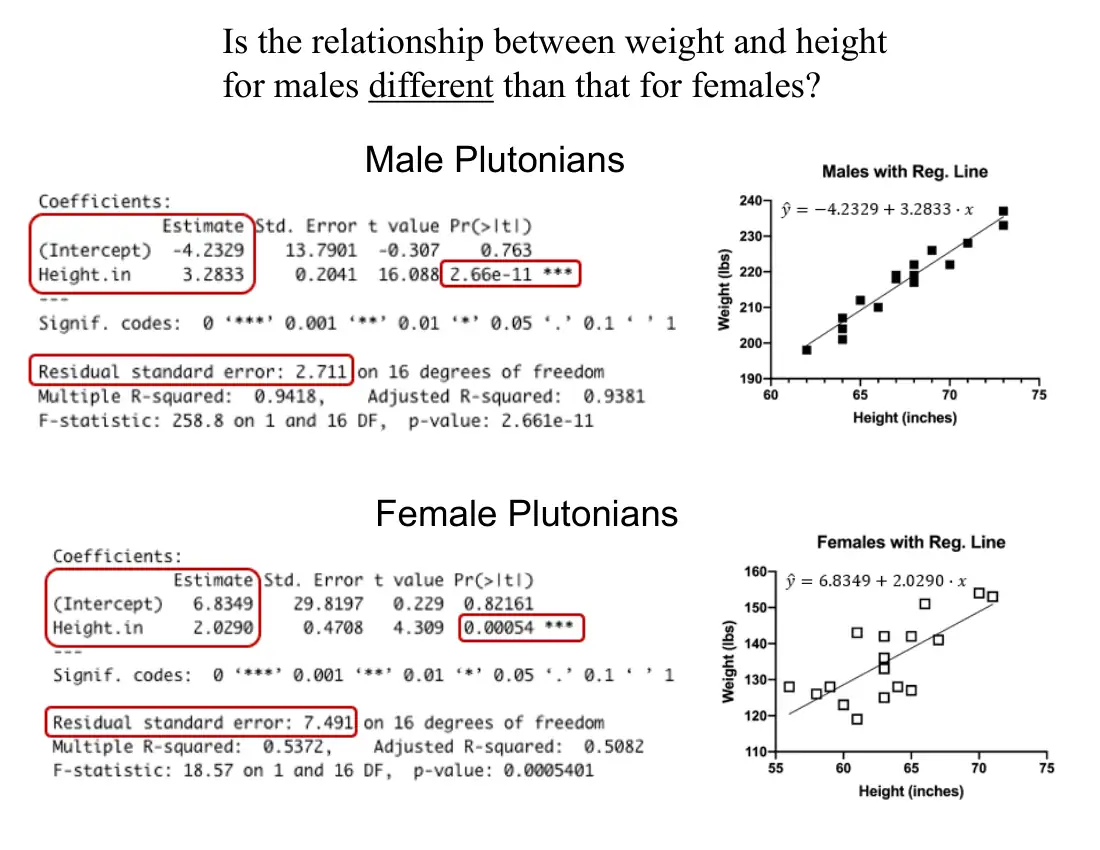 Is the relationship between weight and height
for males different than that for females?
Male Plutonians
Coefficients:
Estimate Std. Error t value Pr(>|t|)
(Intercept) -4.2329 13.7901 -0.307 0.763
Height.in 3.2833 0.2041 16.088 2.66e-11 ***
---
Signif. codes: 0 ‘***’ 0.001 ‘**’ 0.01 ‘*’ 0.05 ‘.’ 0.1 ‘ ’ 1
Residual standard error: 2.711 on 16 degrees of freedom
Multiple R-squared: 0.9418, Adjusted R-squared: 0.9381
F-statistic: 258.8 on 1 and 16 DF, p-value: 2.661e-11
Males with Reg. Line
ŷ = −4.2329 + 3.2833 · x
Weight (lbs)
240
230
220
210
200
190
60 65 70 75
Height (inches)
Female Plutonians
Coefficients:
Estimate Std. Error t value Pr(>|t|)
(Intercept) 6.8349 29.8197 0.229 0.82161
Height.in 2.0290 0.4708 4.309 0.00054 ***
---
Signif. codes: 0 ‘***’ 0.001 ‘**’ 0.01 ‘*’ 0.05 ‘.’ 0.1 ‘ ’ 1
Residual standard error: 7.491 on 16 degrees of freedom
Multiple R-squared: 0.5372, Adjusted R-squared: 0.5082
F-statistic: 18.57 on 1 and 16 DF, p-value: 0.0005401
Females with Reg. Line
ŷ = 6.8349 + 2.0290 · x
Weight (lbs)
160
150
140
130
120
110
55 60 65 70 75
Height (inches)